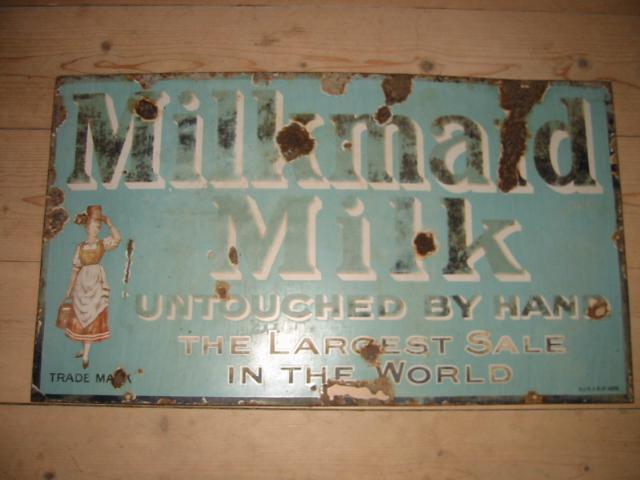 Milkmaid
Milk
UNTOUCHED BY HAND
THE LARGEST SALE
IN THE WORLD
TRADE MARK